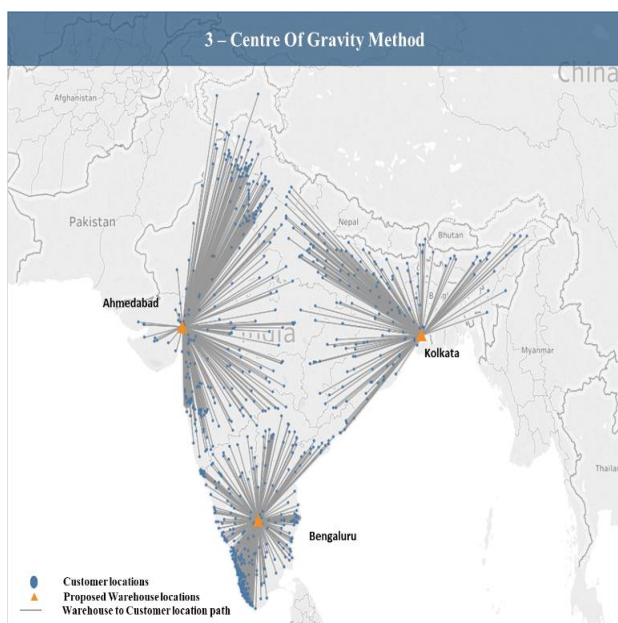 3 – Centre Of Gravity Method
China
Afghanistan
Pakistan
Nepal
Bhutan
Ahmedabad
India
Kolkata
Myanmar
Bengaluru
Customer locations
Proposed Warehouse locations
Warehouse to Customer location path